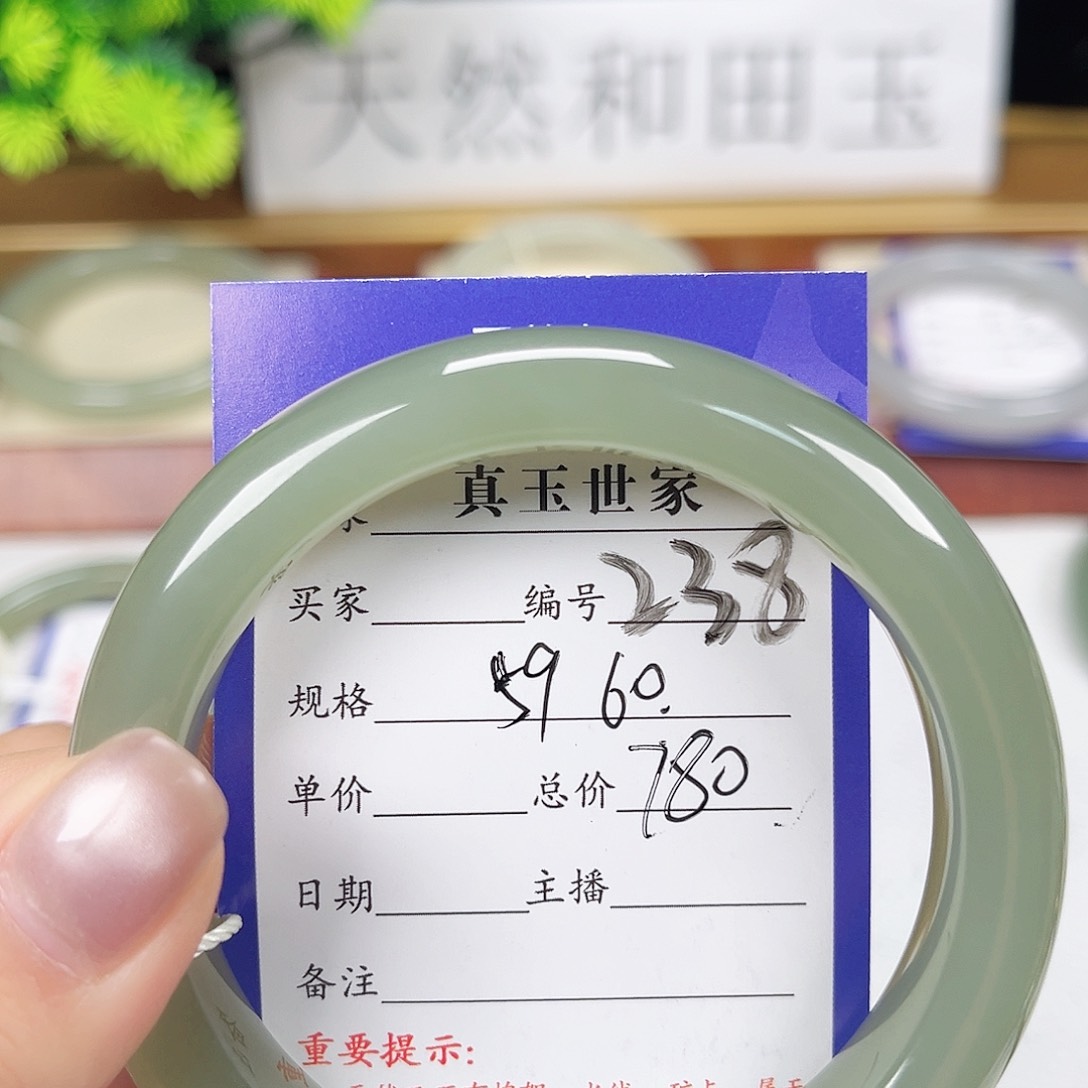 天然和田玉
真玉世家
买家 编号 238
规格 59 60.
单价 总价 780
日期 主播
备注
重要提示: